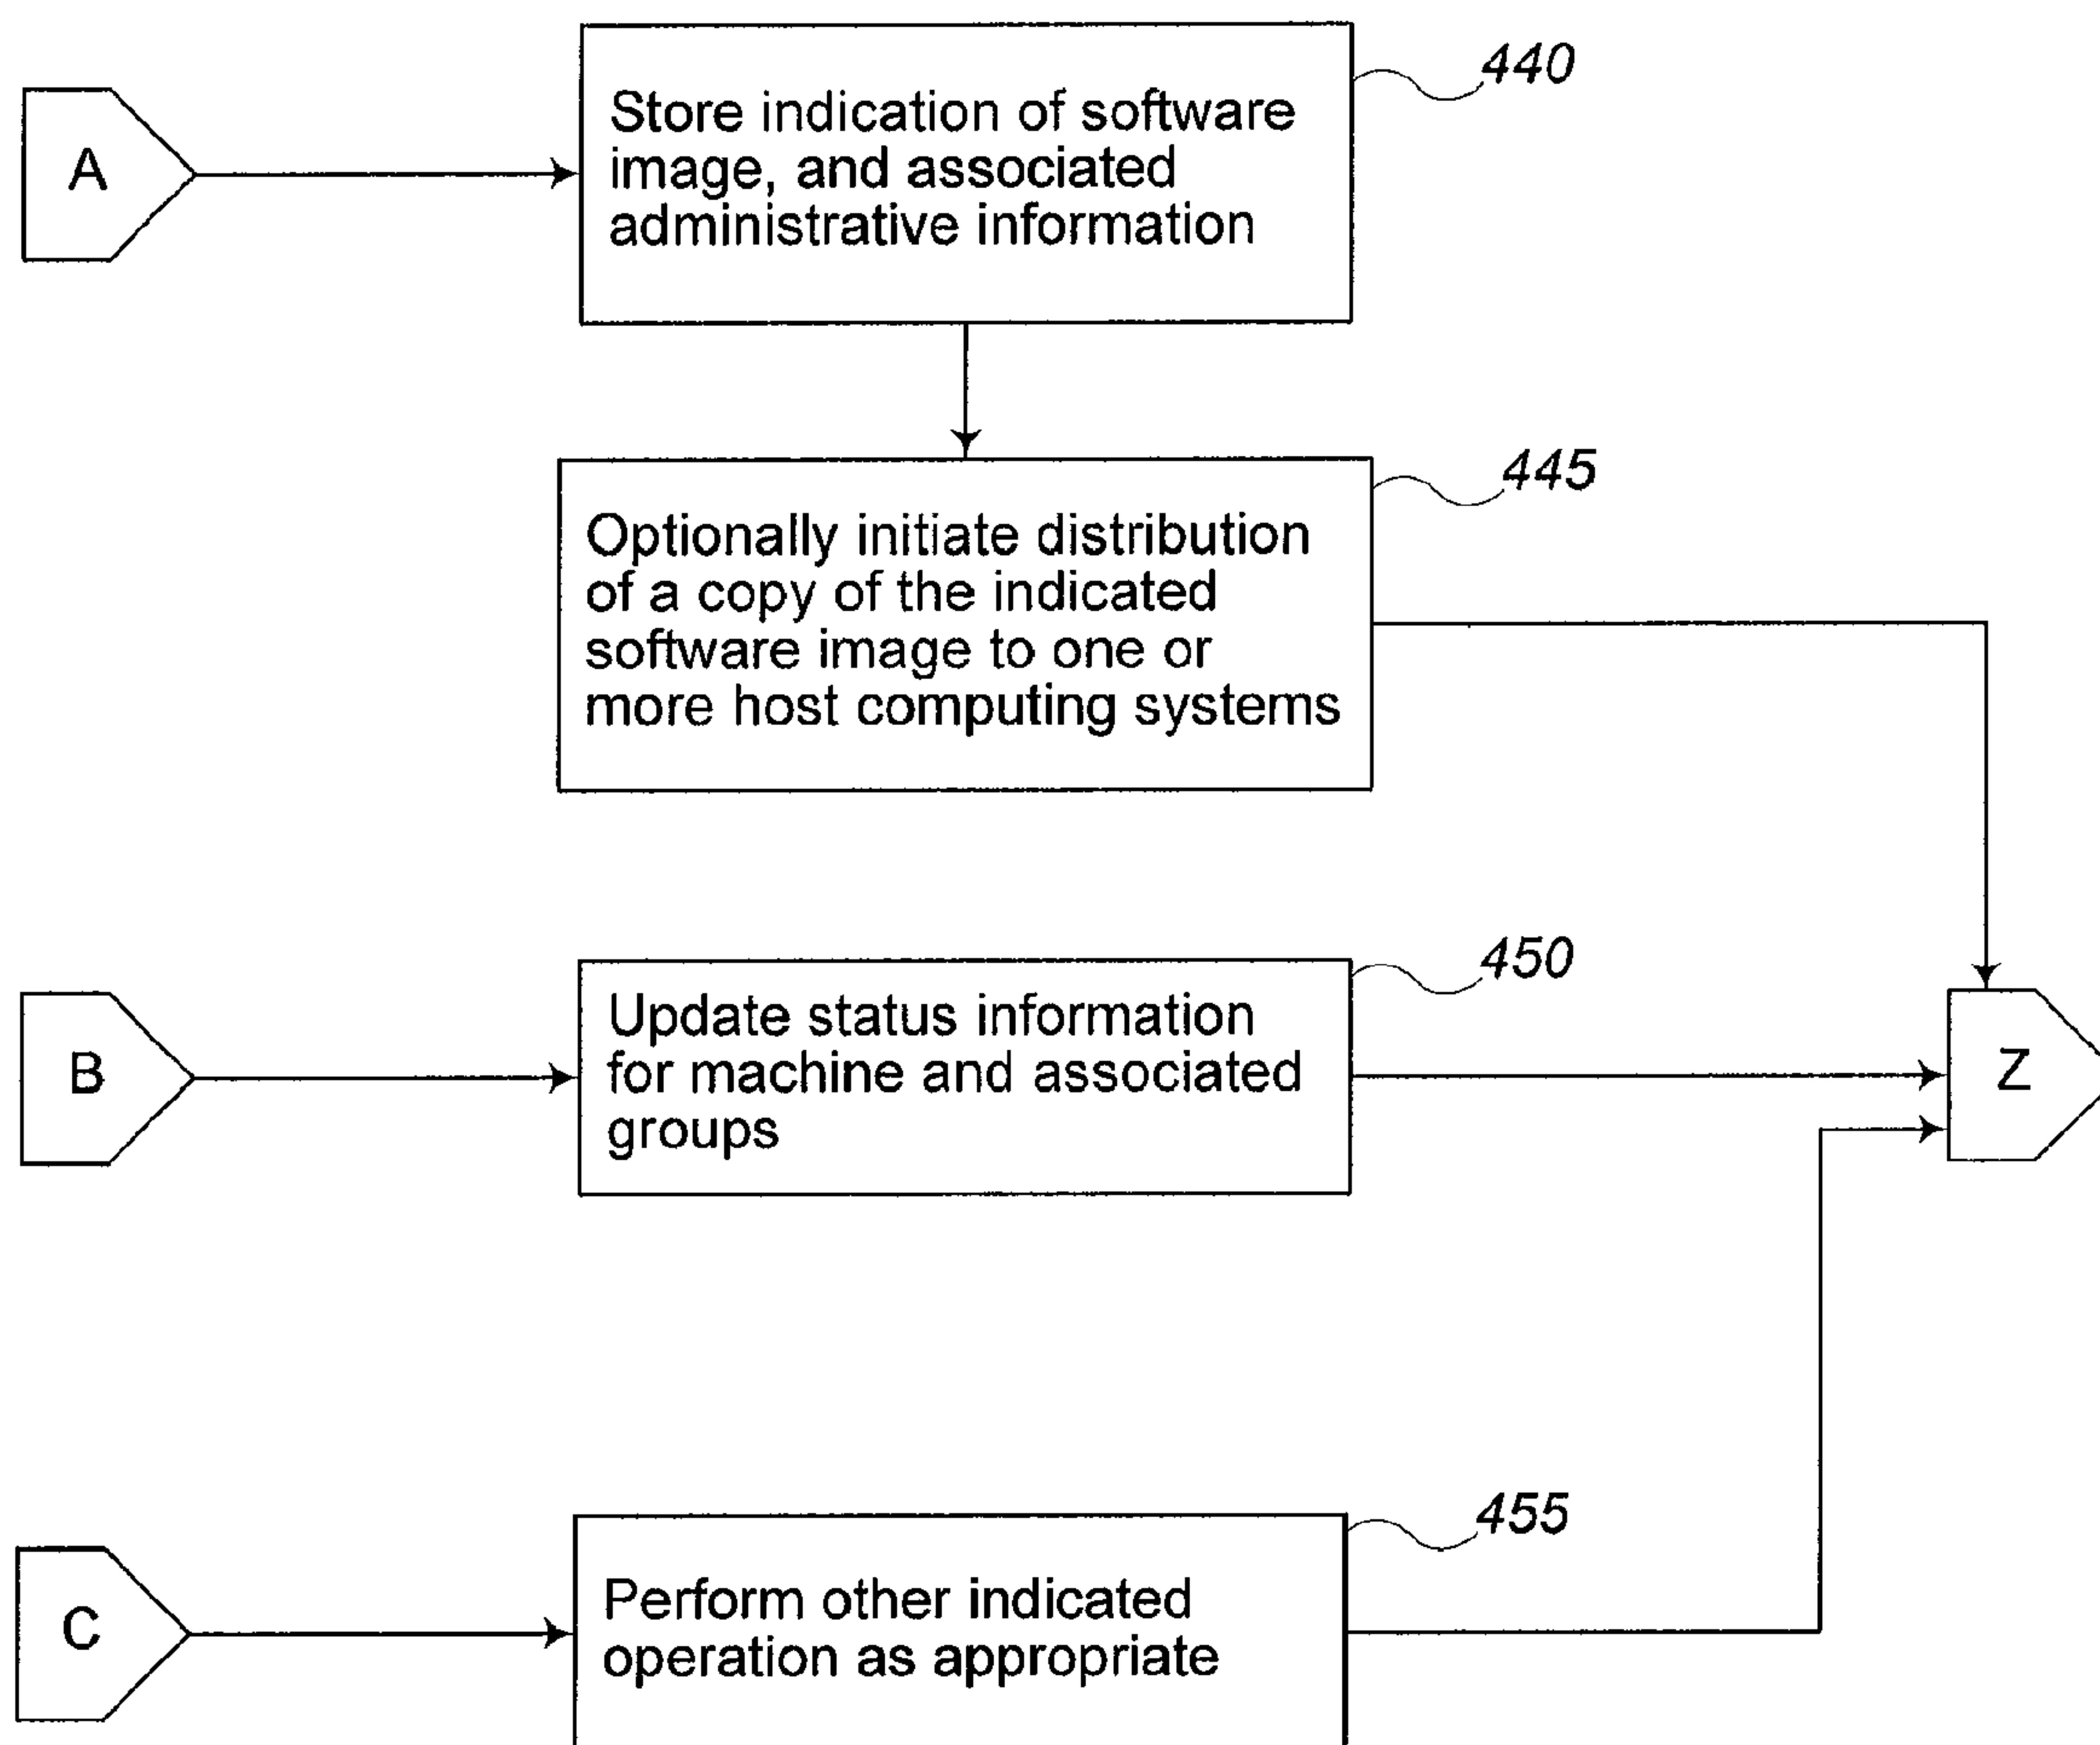 440
A
Store indication of software
image, and associated
administrative information
445
Optionally initiate distribution
of a copy of the indicated
software image to one or
more host computing systems
450
B
Update status information
for machine and associated
groups
Z
455
C
Perform other indicated
operation as appropriate